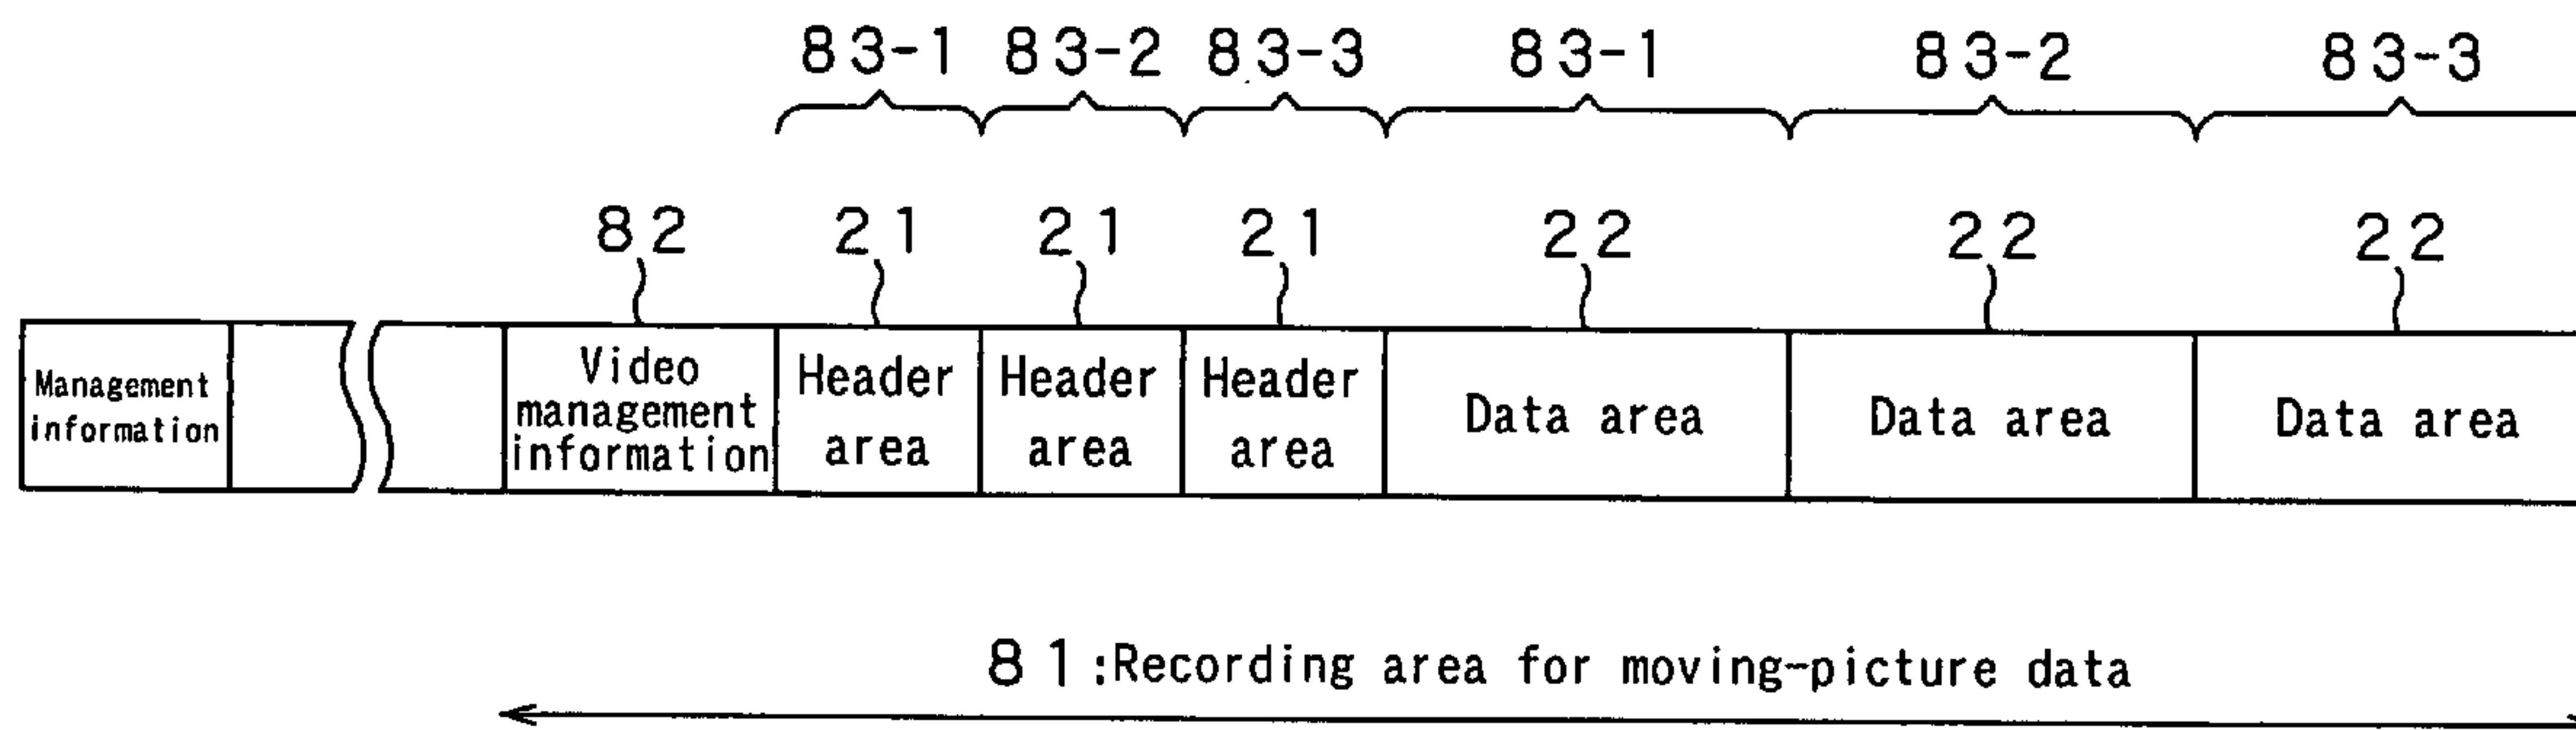 83-1 83-2 83-3 83-1 83-2 83-3
82 21 21 21 22 22 22
Management
information
Video
management
information
Header
area
Header
area
Header
area
Data area
Data area
Data area
81:Recording area for moving-picture data